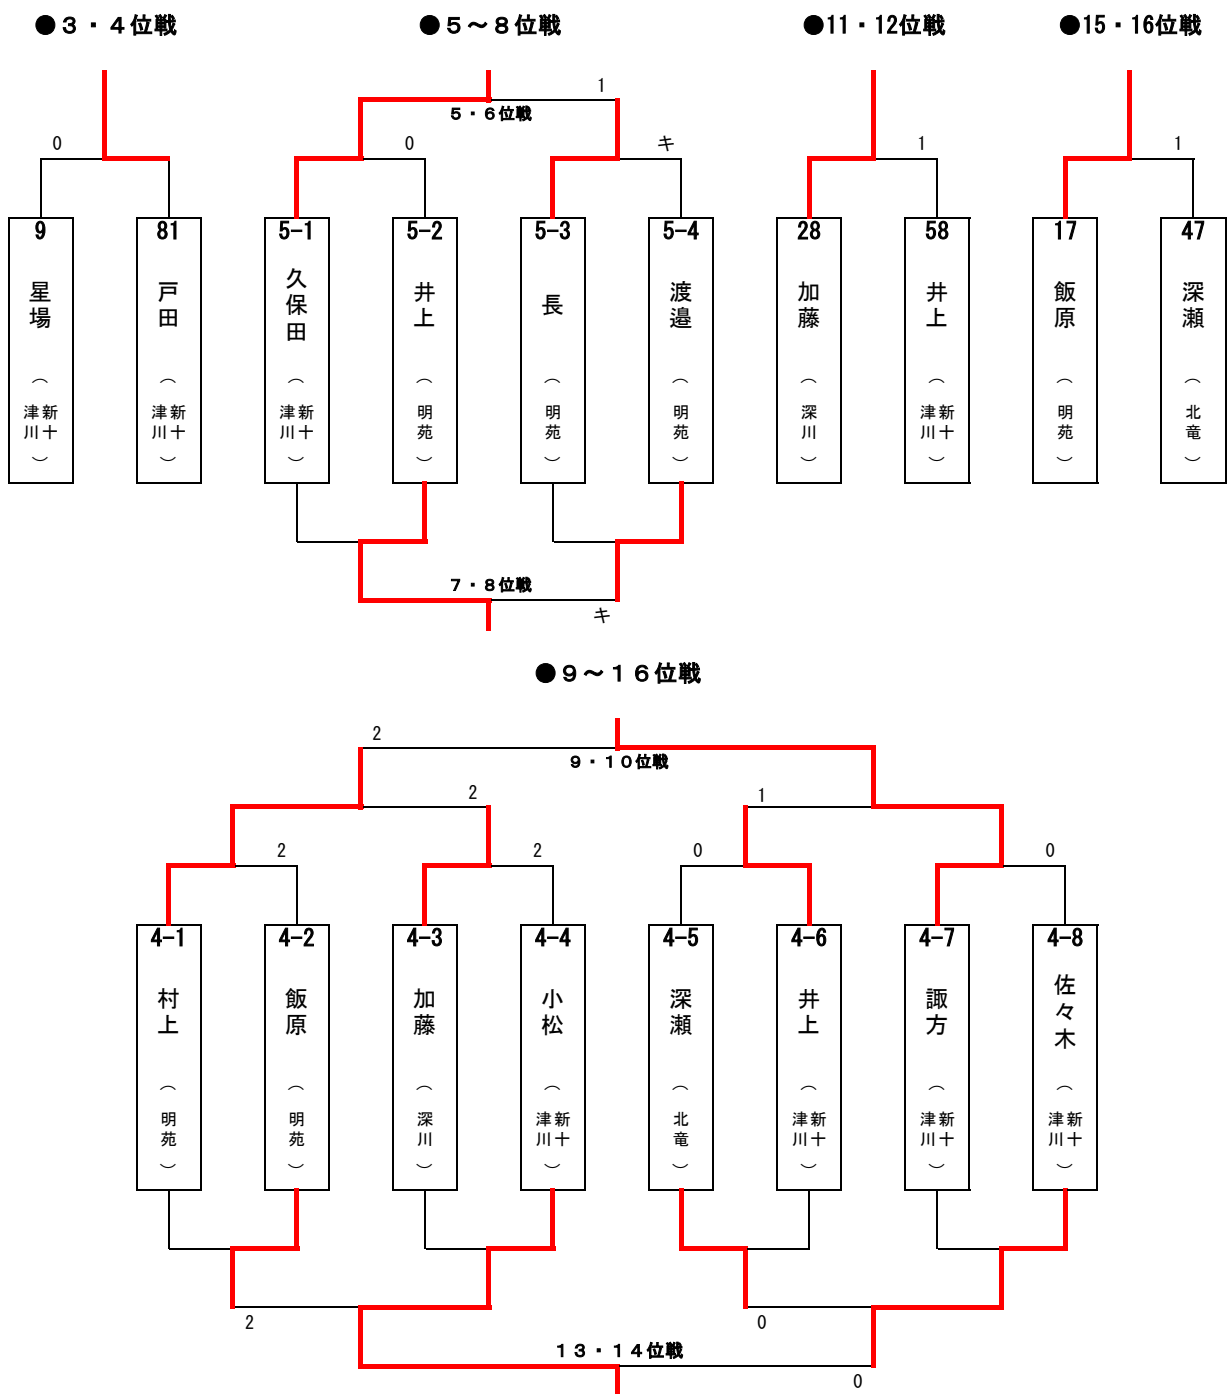 ●３・４位戦 ●５～８位戦 ●11・12位戦 ●15・16位戦
1
５・６位戦
0 0 キ 1 1
9 81 5-1 5-2 5-3 5-4 28 58 17 47
星場 戸田 久保田 井上 長 渡邉 加藤 井上 飯原 深瀬
（新十津川） （新十津川） （新十津川） （明苑） （明苑） （明苑） （深川） （新十津川） （明苑） （北竜）
７・８位戦
キ
●９～１６位戦
2
９・１０位戦
2 1
2 2 0 0
4-1 4-2 4-3 4-4 4-5 4-6 4-7 4-8
村上 飯原 加藤 小松 深瀬 井上 諏方 佐々木
（明苑） （明苑） （深川） （新十津川） （北竜） （新十津川） （新十津川） （新十津川）
2 0
１３・１４位戦
0